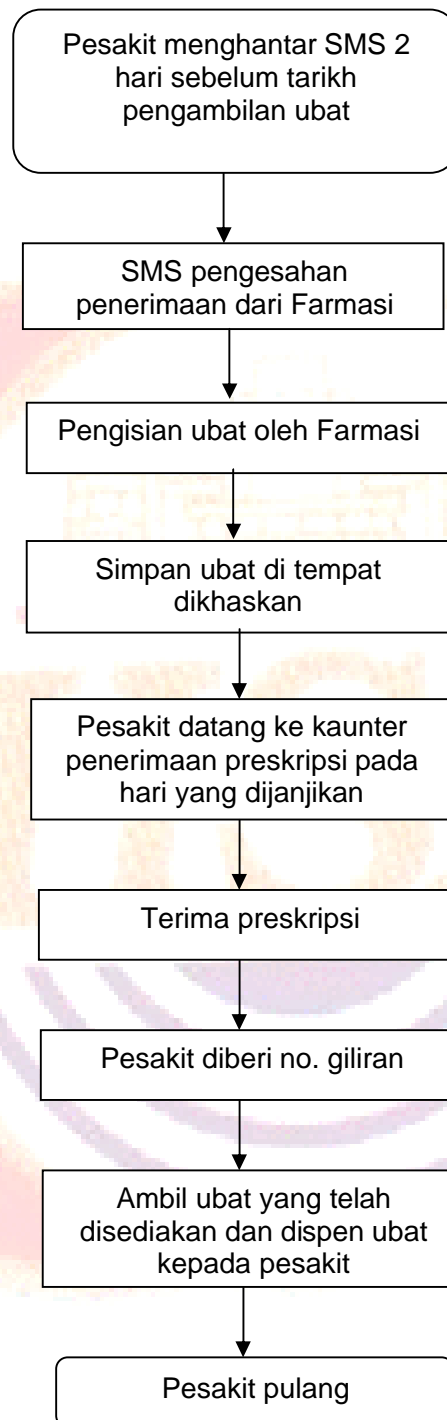 Pesakit menghantar SMS 2
hari sebelum tarikh
pengambilan ubat
SMS pengesahan
penerimaan dari Farmasi
Pengisian ubat oleh Farmasi
Simpan ubat di tempat
dikhaskan
Pesakit datang ke kaunter
penerimaan preskripsi pada
hari yang dijanjikan
Terima preskripsi
Pesakit diberi no. giliran
Ambil ubat yang telah
disediakan dan dispen ubat
kepada pesakit
Pesakit pulang